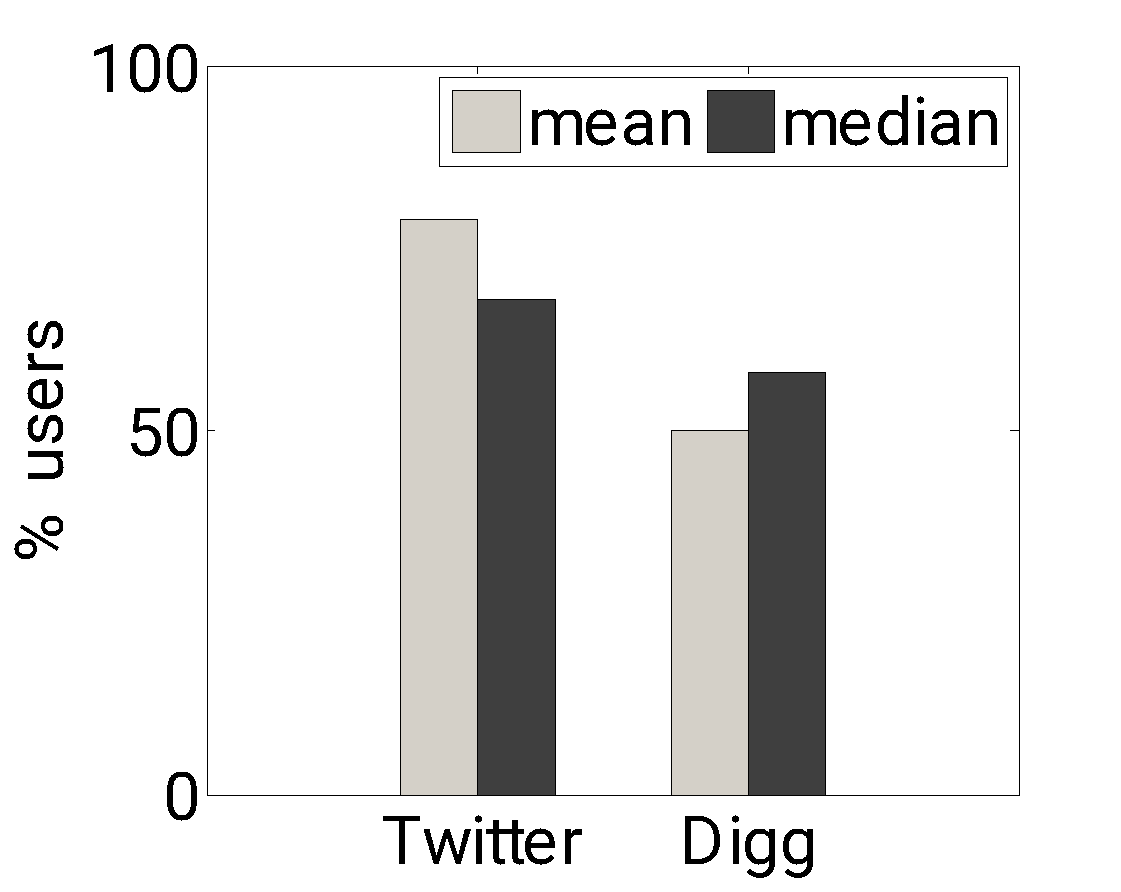 100
mean median
% users
50
0
Twitter Digg